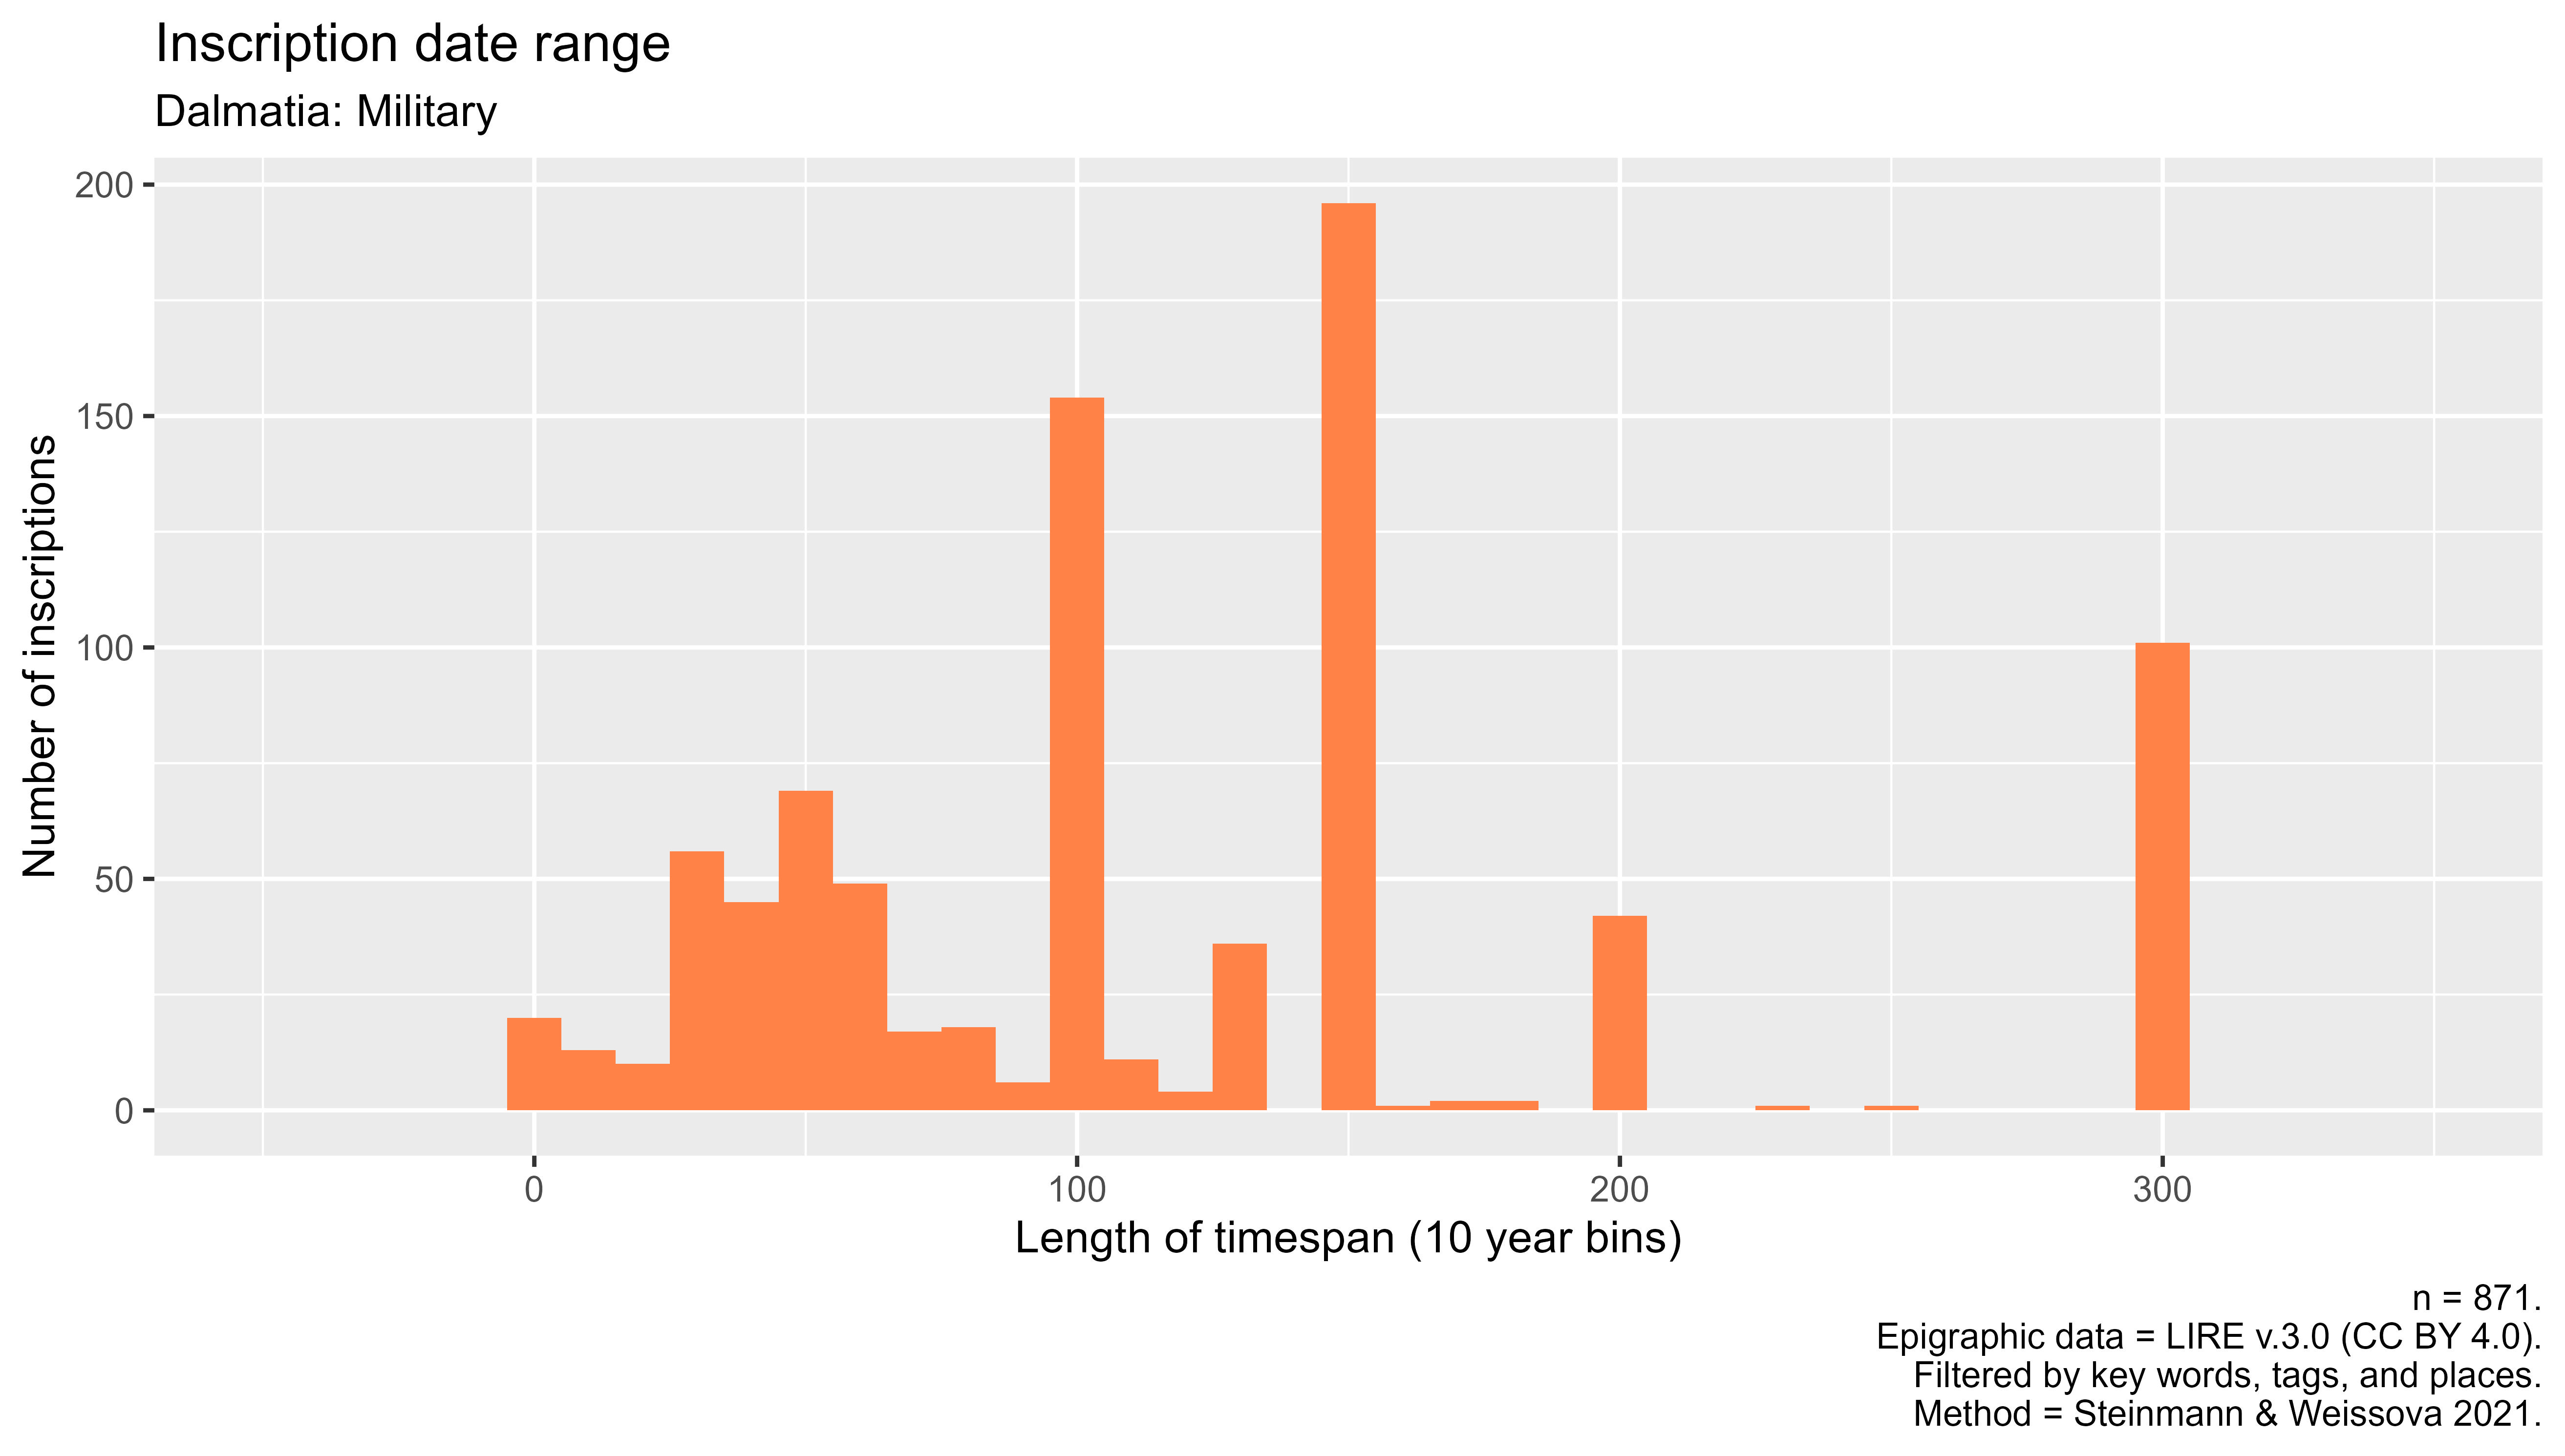 Inscription date range
Dalmatia: Military
Number of inscriptions
200
150
100
50
0
0
100
200
300
Length of timespan (10 year bins)
n = 871.
Epigraphic data = LIRE v.3.0 (CC BY 4.0).
Filtered by key words, tags, and places.
Method = Steinmann & Weissova 2021.